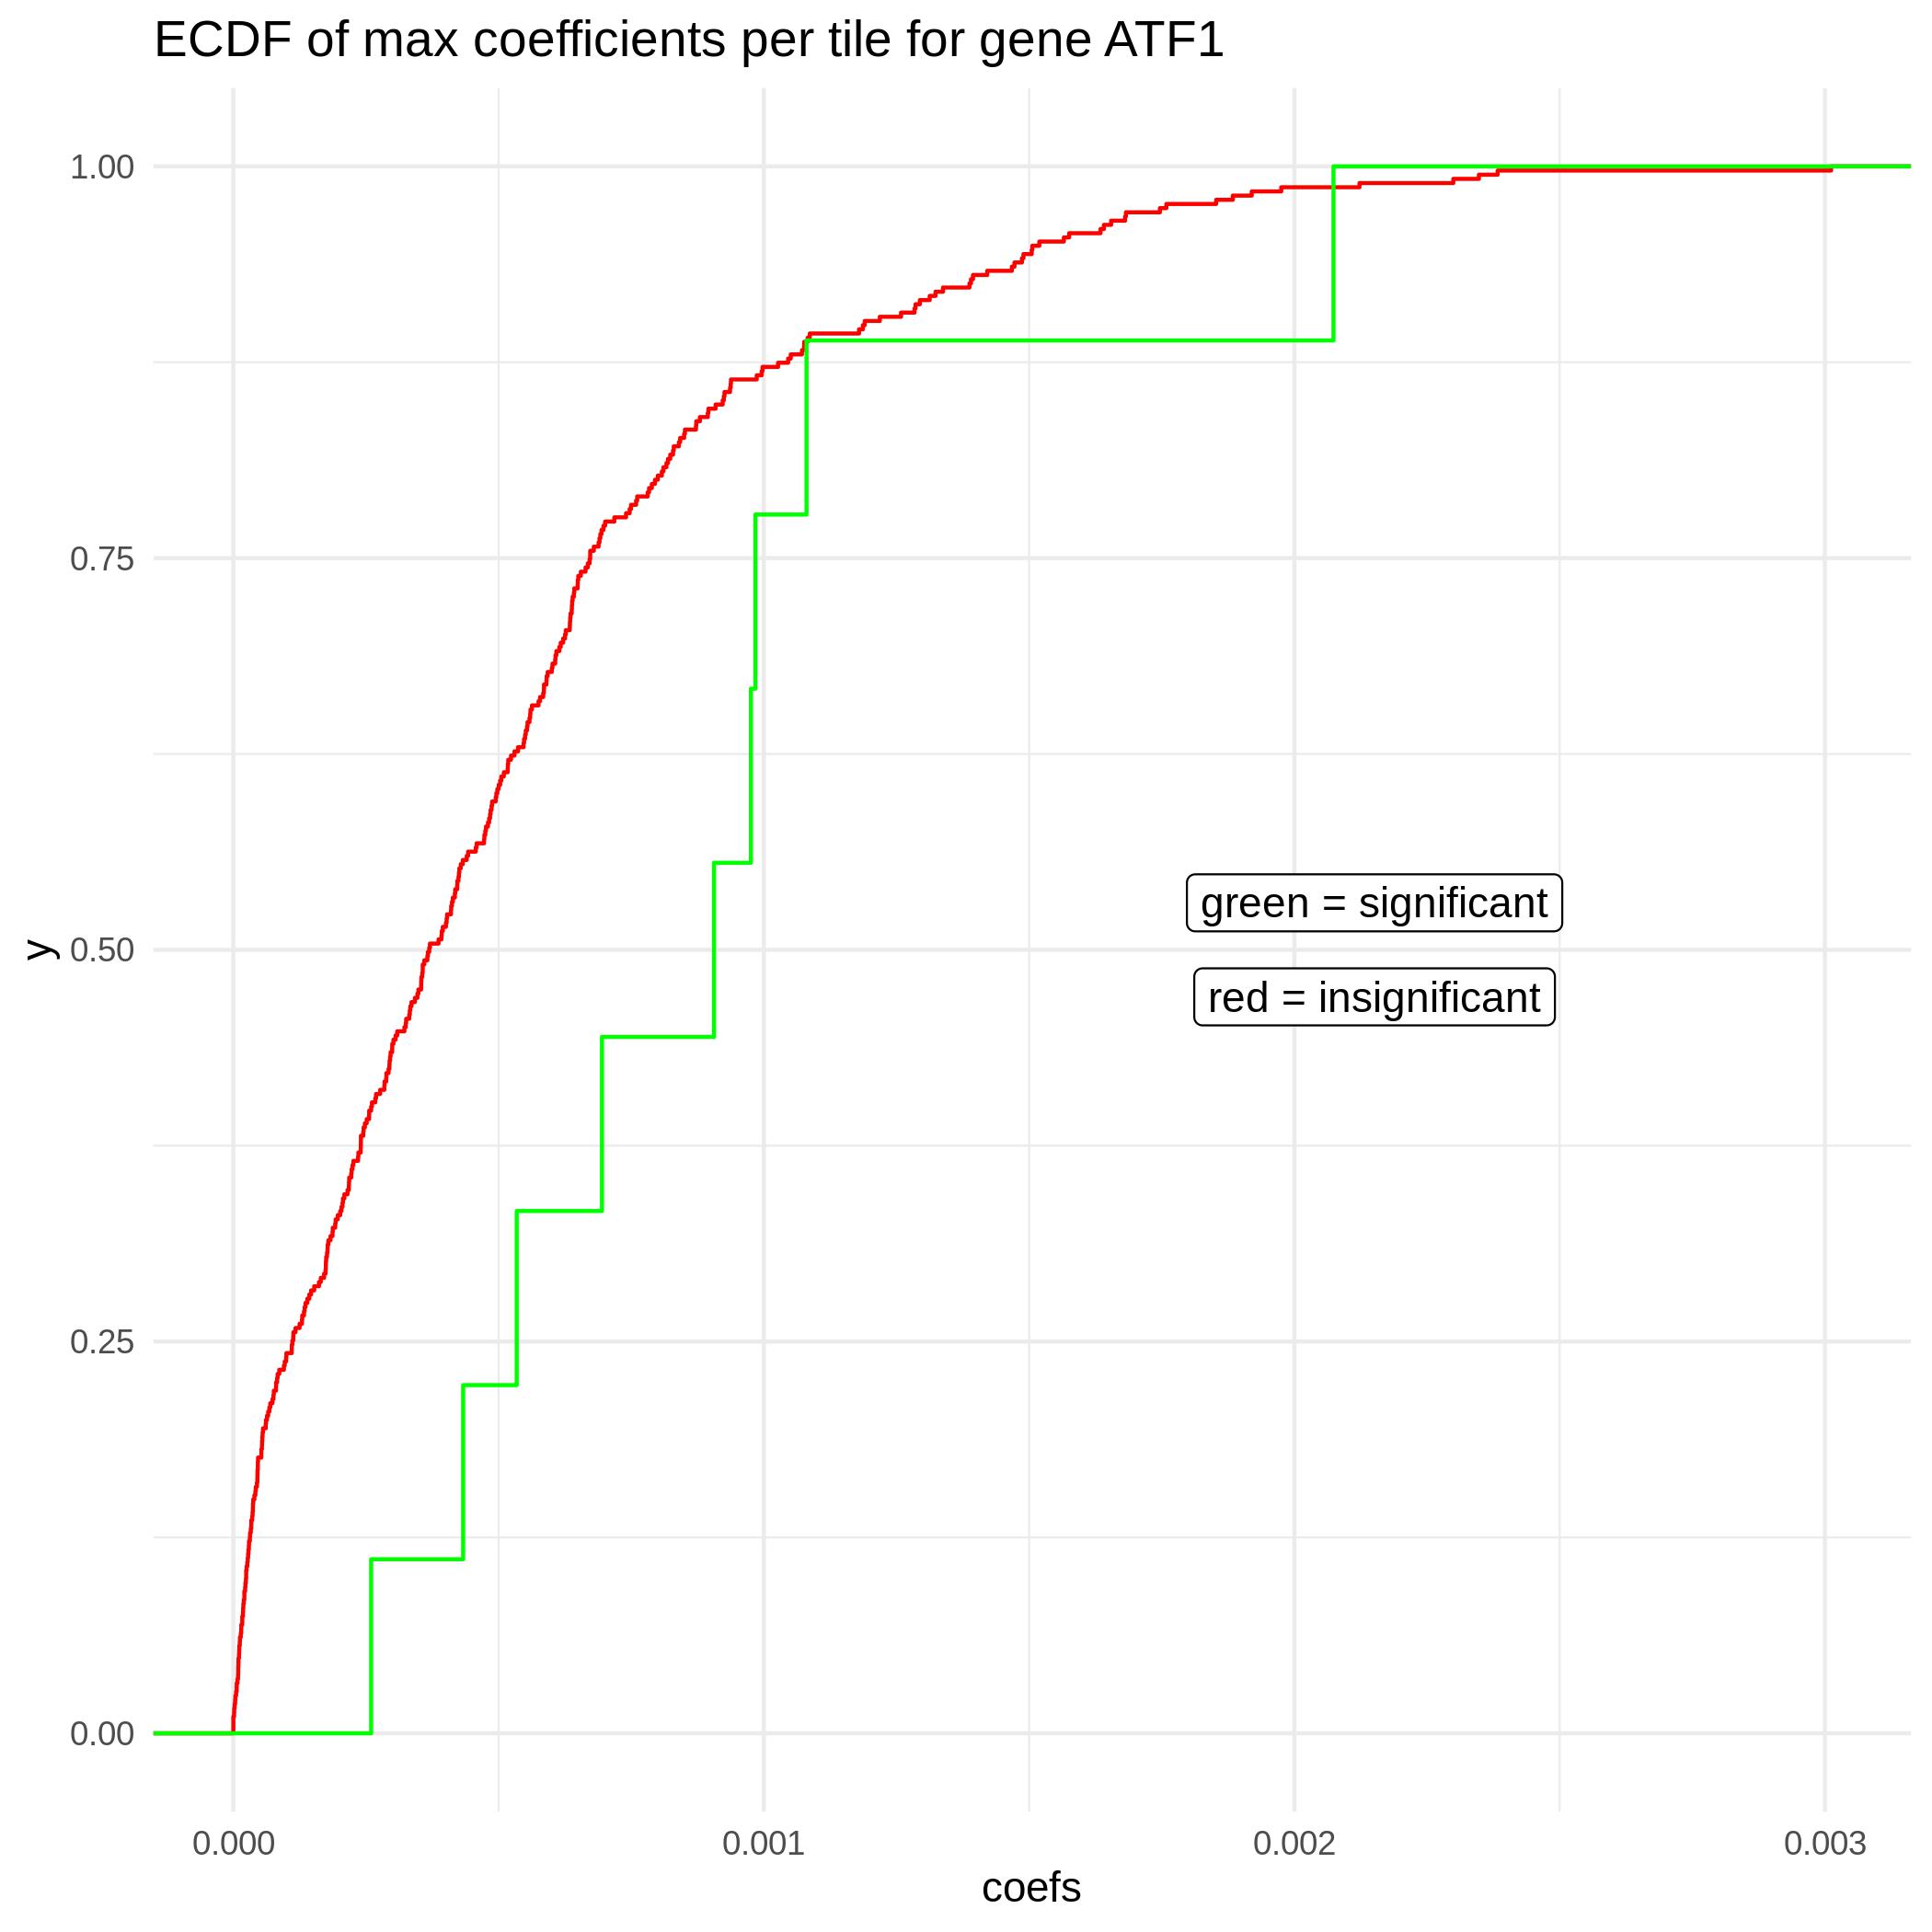 ECDF of max coefficients per tile for gene ATF1
1.00
0.75
0.50
0.25
0.00
y
green = significant
red = insignificant
0.000 0.001 0.002 0.003
coefs